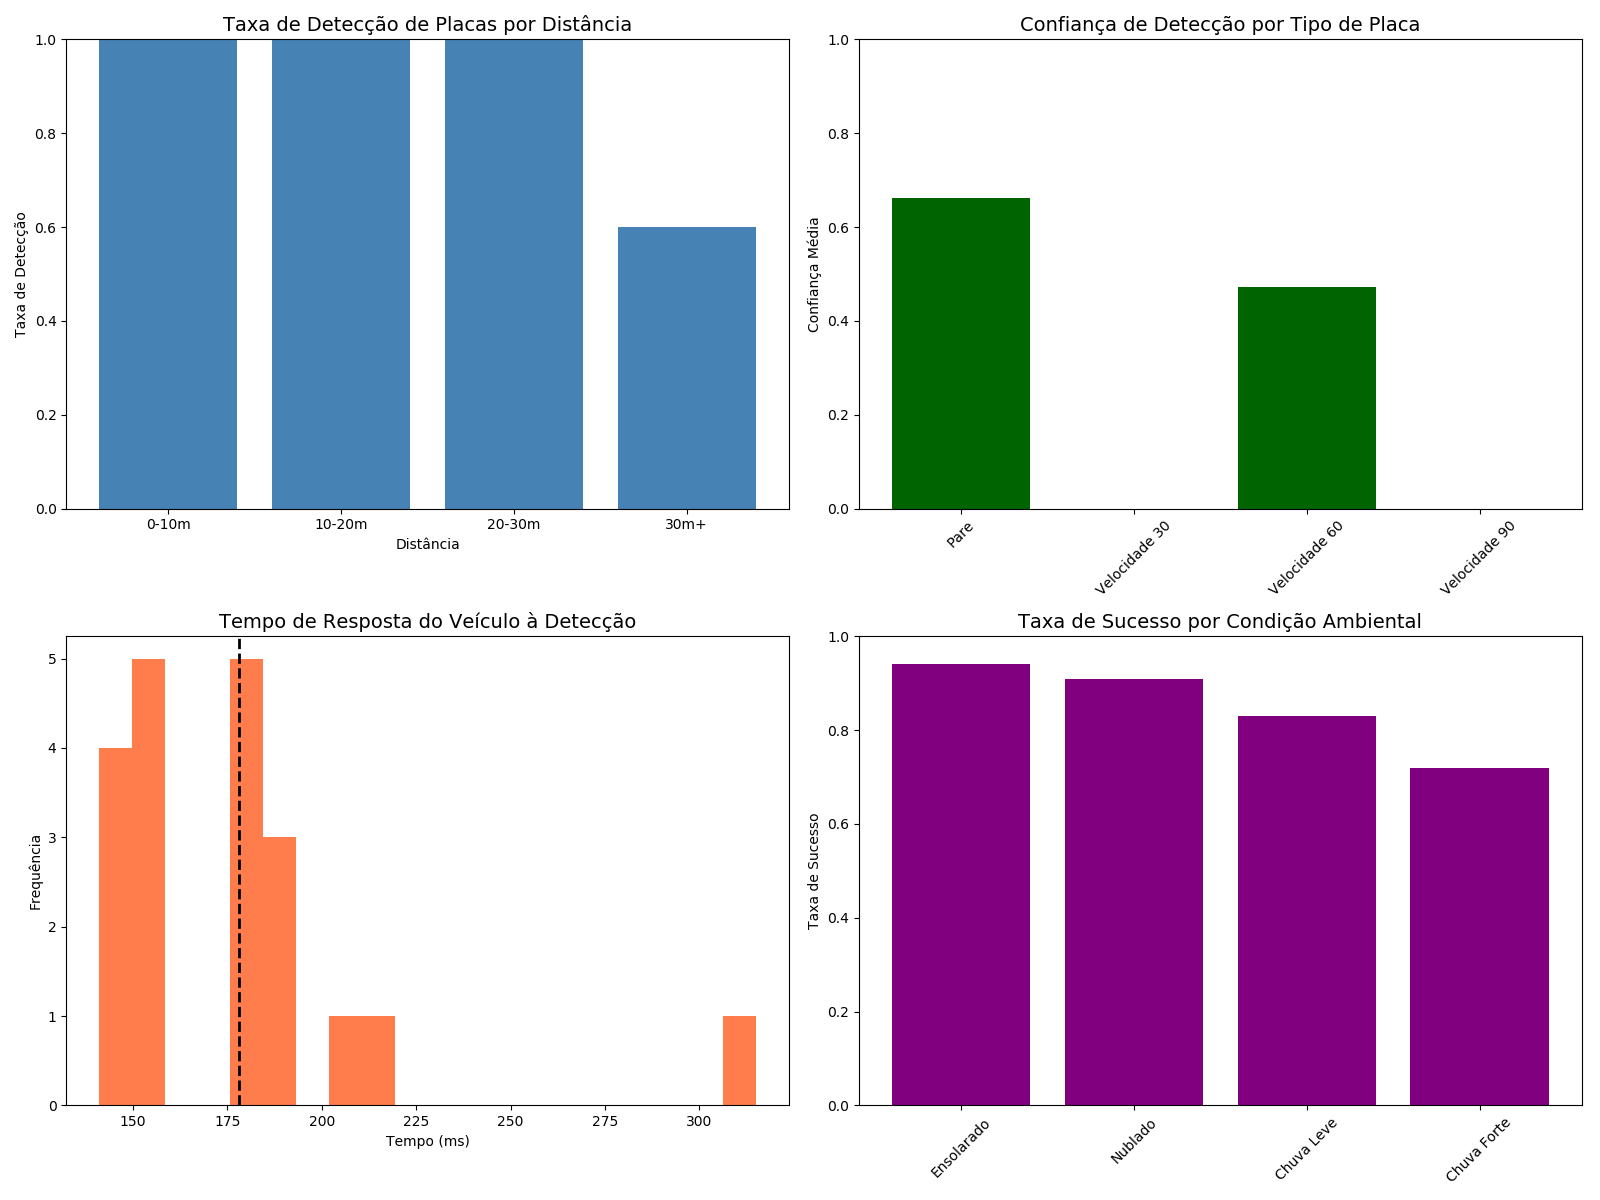 Taxa de Detecção de Placas por Distância
1.0
0.8
0.6
0.4
0.2
0.0
Taxa de Detecção
0-10m 10-20m 20-30m 30m+
Distância
Confiança de Detecção por Tipo de Placa
1.0
0.8
0.6
0.4
0.2
0.0
Confiança Média
Pare
Velocidade 30
Velocidade 60
Velocidade 90
Tempo de Resposta do Veículo à Detecção
5
4
3
2
1
0
Frequência
150 175 200 225 250 275 300
Tempo (ms)
Taxa de Sucesso por Condição Ambiental
1.0
0.8
0.6
0.4
0.2
0.0
Taxa de Sucesso
Ensolarado
Nublado
Chuva Leve
Chuva Forte